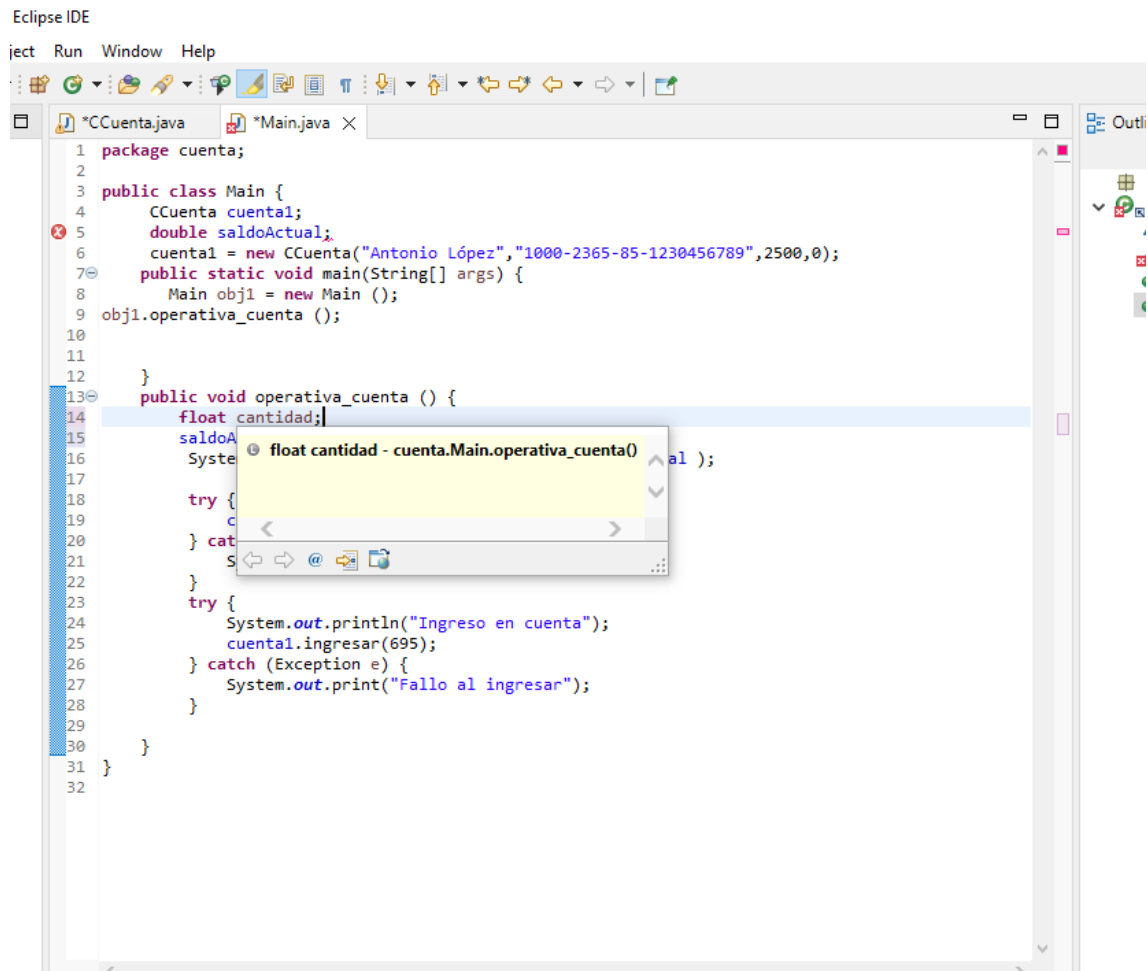 Eclipse IDE
ject Run Window Help
*CCuenta.java *Main.java
Outli
1 package cuenta;
2
3 public class Main {
4 CCuenta cuenta1;
5 double saldoActual;
6 cuenta1 = new CCuenta("Antonio López","1000-2365-85-1230456789",2500,0);
7 public static void main(String[] args) {
8 Main obj1 = new Main ();
9 obj1.operativa_cuenta ();
10
11
12 }
13 public void operativa_cuenta () {
14 float cantidad;
15 saldoA
float cantidad - cuenta.Main.operativa_cuenta()
16 Syste al );
17
18 try {
19 c
20 } cat
21 S
@
22 }
23 try {
24 System.out.println("Ingreso en cuenta");
25 cuenta1.ingresar(695);
26 } catch (Exception e) {
27 System.out.print("Fallo al ingresar");
28 }
29
30 }
31 }
32